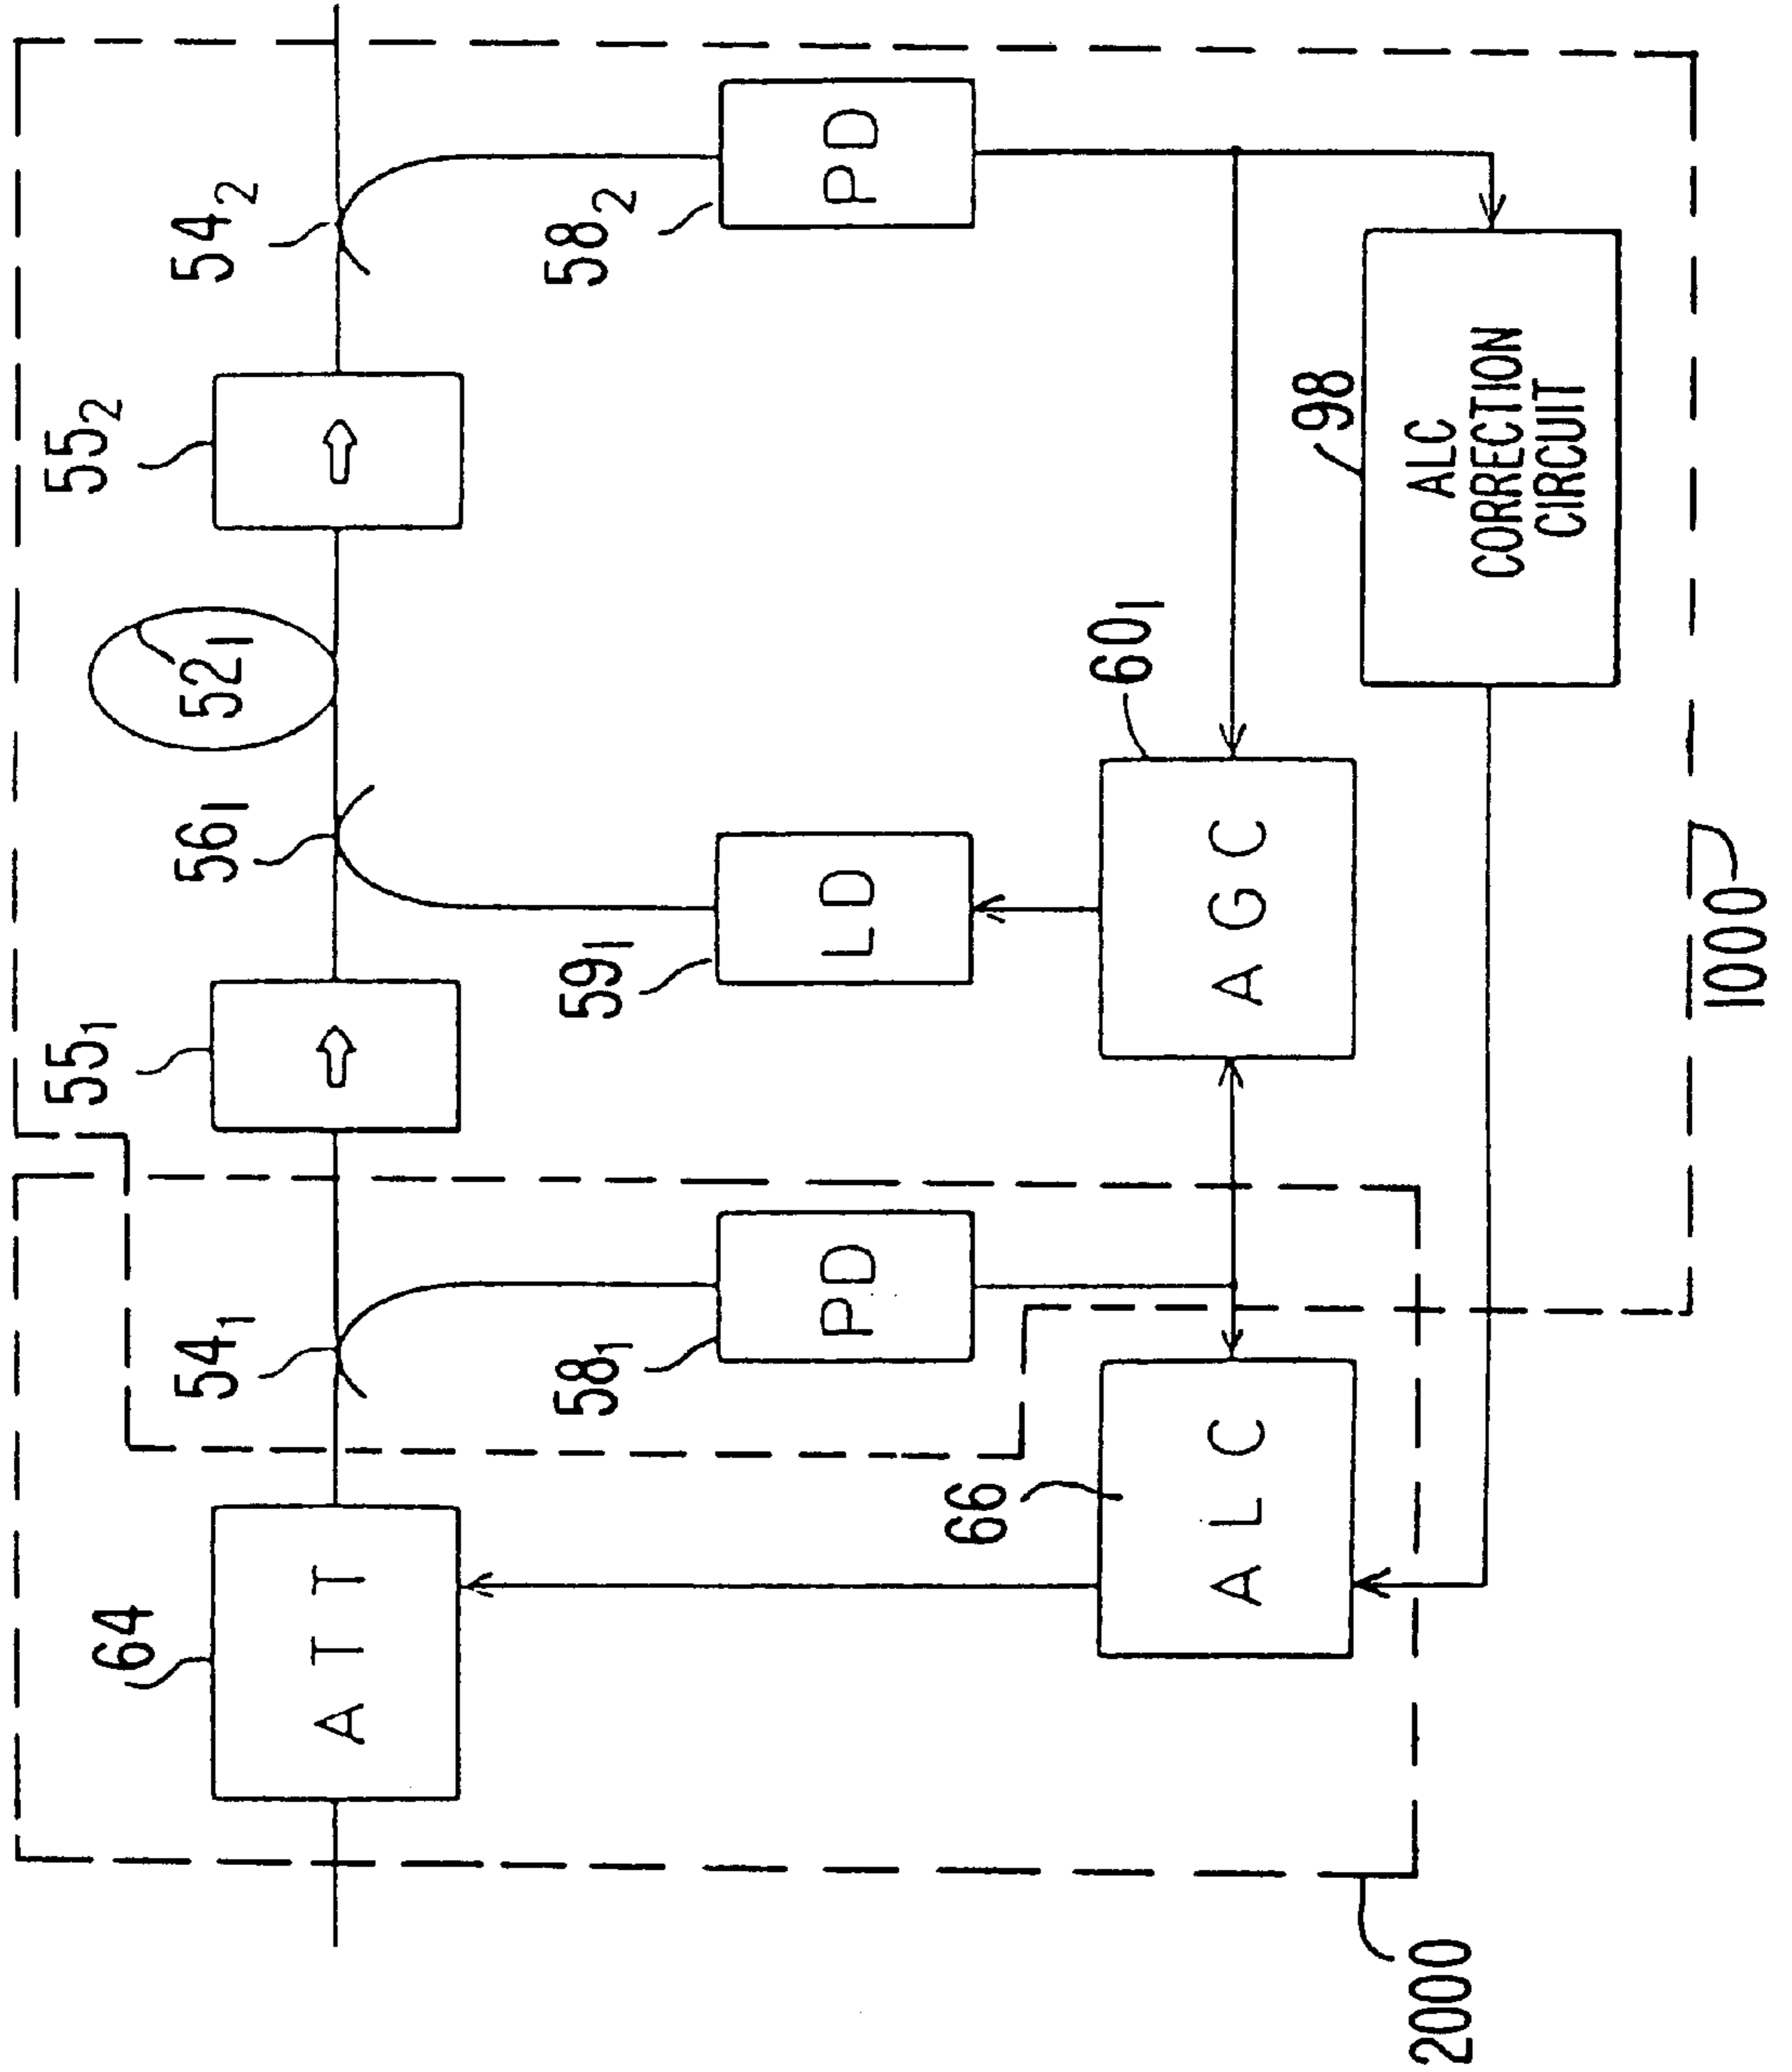 64
54₁
55₁
56₁
52₁
55₂
54₂
ATT
58₁
PD
59₁
LD
58₂
PD
66
ALC
AGC
60₁
98
ALC
CORRECTION
CIRCUIT
2000
1000